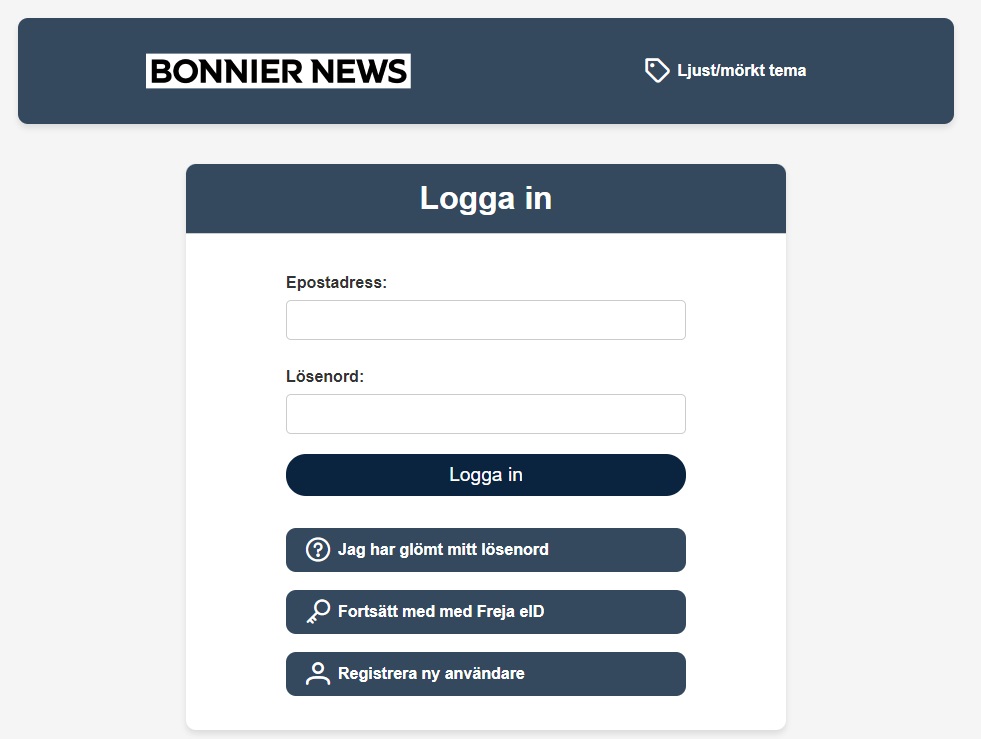 BONNIER NEWS
Ljust/mörkt tema
Logga in
Epostadress:
Lösenord:
Logga in
Jag har glömt mitt lösenord
Fortsätt med med Freja eID
Registrera ny användare